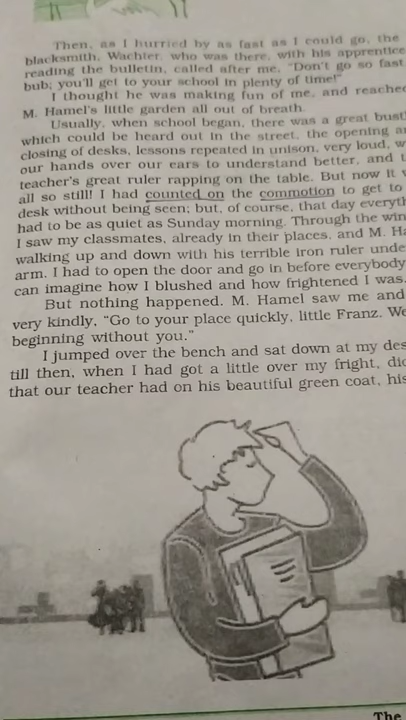 Then, as I hurried by as fast as I could go, the
blacksmith, Wachter, who was there, with his apprentice
reading the bulletin, called after me, "Don't go so fast
bub; you'll get to your school in plenty of time!"
I thought he was making fun of me, and reached
M. Hamel's little garden all out of breath.
Usually, when school began, there was a great bust
which could be heard out in the street, the opening a
closing of desks, lessons repeated in unison, very loud, w
our hands over our ears to understand better, and t
teacher's great ruler rapping on the table. But now it w
all so still! I had counted on the commotion to get to
desk without being seen; but, of course, that day everyt
had to be as quiet as Sunday morning. Through the win
I saw my classmates, already in their places, and M. Ha
walking up and down with his terrible iron ruler unde
arm. I had to open the door and go in before everybody
can imagine how I blushed and how frightened I was.
But nothing happened. M. Hamel saw me and
very kindly, "Go to your place quickly, little Franz. We
beginning without you."
I jumped over the bench and sat down at my des
till then, when I had got a little over my fright, did
that our teacher had on his beautiful green coat, his
The